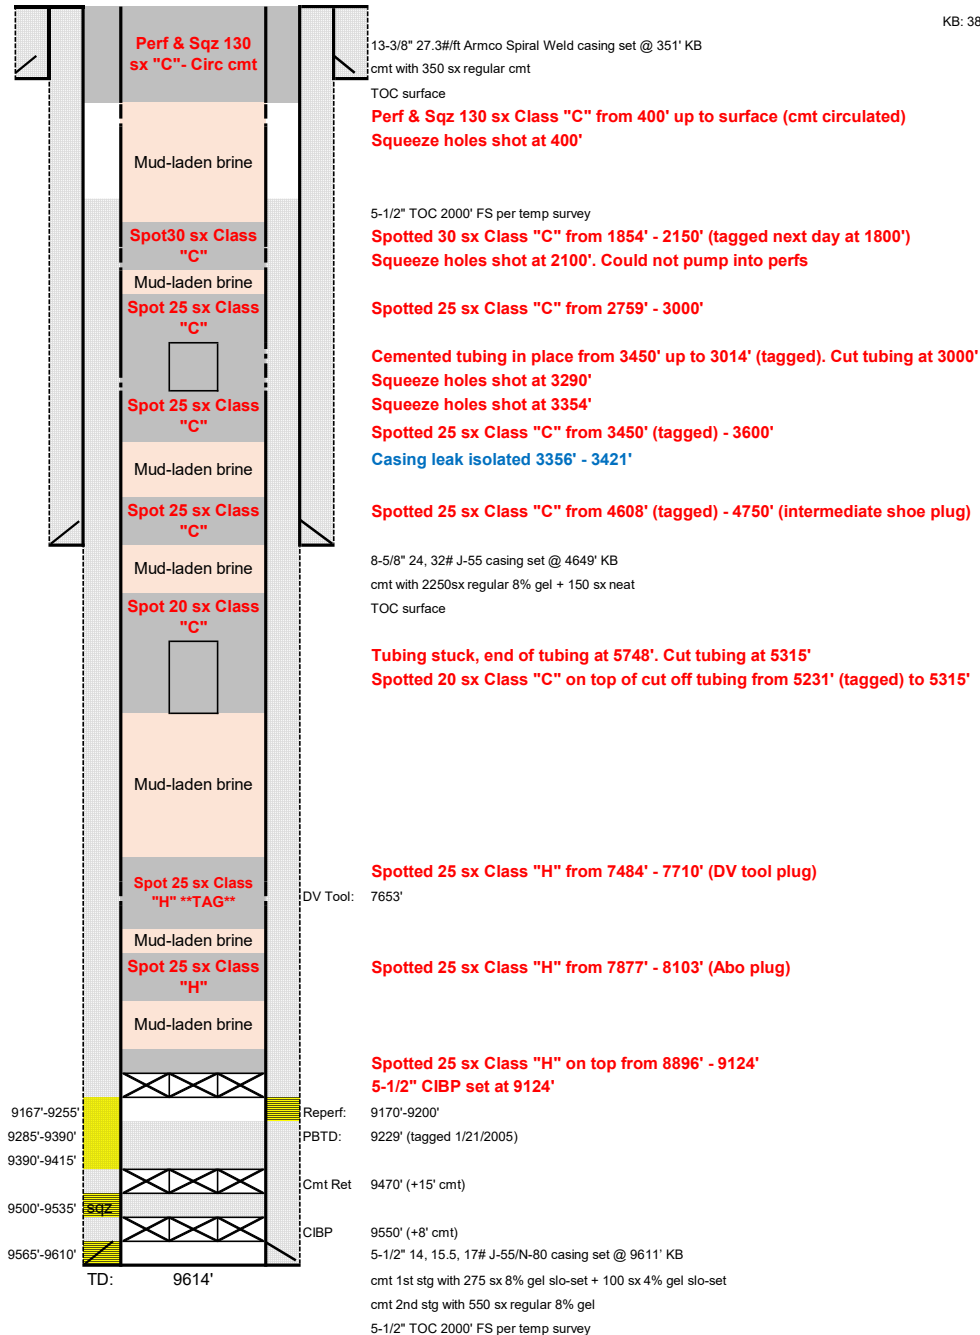 KB: 38
Perf & Sqz 130
sx "C"- Circ cmt
13-3/8" 27.3#/ft Armco Spiral Weld casing set @ 351' KB
cmt with 350 sx regular cmt
TOC surface
Perf & Sqz 130 sx Class "C" from 400' up to surface (cmt circulated)
Squeeze holes shot at 400'
Mud-laden brine
5-1/2" TOC 2000' FS per temp survey
Spot30 sx Class
"C"
Spotted 30 sx Class "C" from 1854' - 2150' (tagged next day at 1800')
Squeeze holes shot at 2100'. Could not pump into perfs
Mud-laden brine
Spot 25 sx Class
"C"
Spotted 25 sx Class "C" from 2759' - 3000'
Cemented tubing in place from 3450' up to 3014' (tagged). Cut tubing at 3000'
Squeeze holes shot at 3290'
Squeeze holes shot at 3354'
Spot 25 sx Class
"C"
Spotted 25 sx Class "C" from 3450' (tagged) - 3600'
Casing leak isolated 3356' - 3421'
Mud-laden brine
Spot 25 sx Class
"C"
Spotted 25 sx Class "C" from 4608' (tagged) - 4750' (intermediate shoe plug)
Mud-laden brine
8-5/8" 24, 32# J-55 casing set @ 4649' KB
cmt with 2250sx regular 8% gel + 150 sx neat
TOC surface
Spot 20 sx Class
"C"
Tubing stuck, end of tubing at 5748'. Cut tubing at 5315'
Spotted 20 sx Class "C" on top of cut off tubing from 5231' (tagged) to 5315'
Mud-laden brine
Spotted 25 sx Class "H" from 7484' - 7710' (DV tool plug)
Spot 25 sx Class
"H" **TAG**
DV Tool: 7653'
Mud-laden brine
Spot 25 sx Class
"H"
Spotted 25 sx Class "H" from 7877' - 8103' (Abo plug)
Mud-laden brine
Spotted 25 sx Class "H" on top from 8896' - 9124'
5-1/2" CIBP set at 9124'
9167'-9255' Reperf: 9170'-9200'
9285'-9390' PBTD: 9229' (tagged 1/21/2005)
9390'-9415'
Cmt Ret 9470' (+15' cmt)
9500'-9535' sqz
CIBP 9550' (+8' cmt)
9565'-9610' 5-1/2" 14, 15.5, 17# J-55/N-80 casing set @ 9611' KB
TD: 9614' cmt 1st stg with 275 sx 8% gel slo-set + 100 sx 4% gel slo-set
cmt 2nd stg with 550 sx regular 8% gel
5-1/2" TOC 2000' FS per temp survey